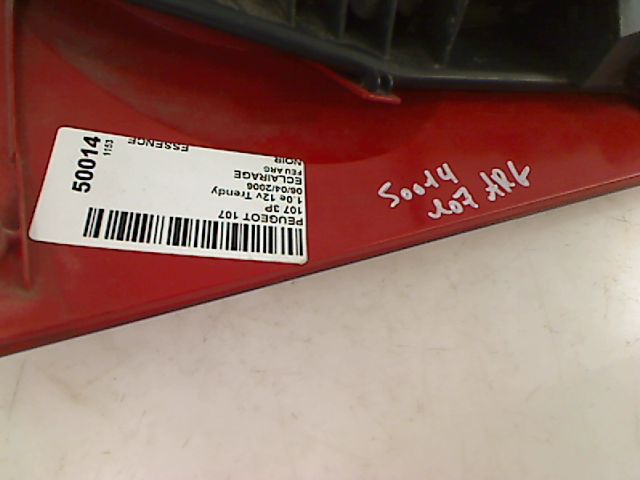 PEUGEOT 107
107 3P
1.0e 12v Trendy
06/04/2006
ECLAIRAGE
FEU ARG
NOIR
ESSENCE
50014
1153
50014
107 ARG